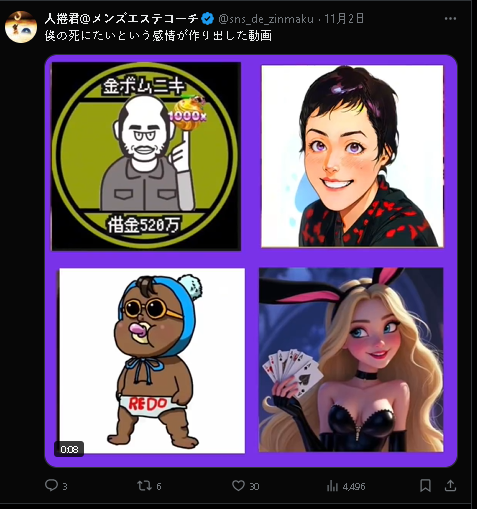 人捲君@メンズエステコーチ @sns_de_zinmaku · 11月2日
僕の死にたいという感情が作り出した動画
金ボムニキ
1000x
借金520万
REDO
0:08
3 6 30 4,496